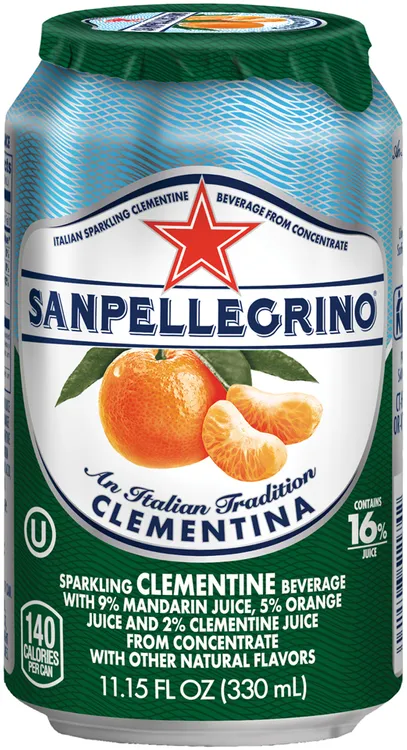 ITALIAN SPARKLING CLEMENTINE BEVERAGE FROM CONCENTRATE
SANPELLEGRINO
An Italian Tradition
CLEMENTINA
CONTAINS
16%
JUICE
U
SPARKLING CLEMENTINE BEVERAGE
WITH 9% MANDARIN JUICE, 5% ORANGE
JUICE AND 2% CLEMENTINE JUICE
FROM CONCENTRATE
WITH OTHER NATURAL FLAVORS
140
CALORIES
PER CAN
11.15 FL OZ (330 mL)